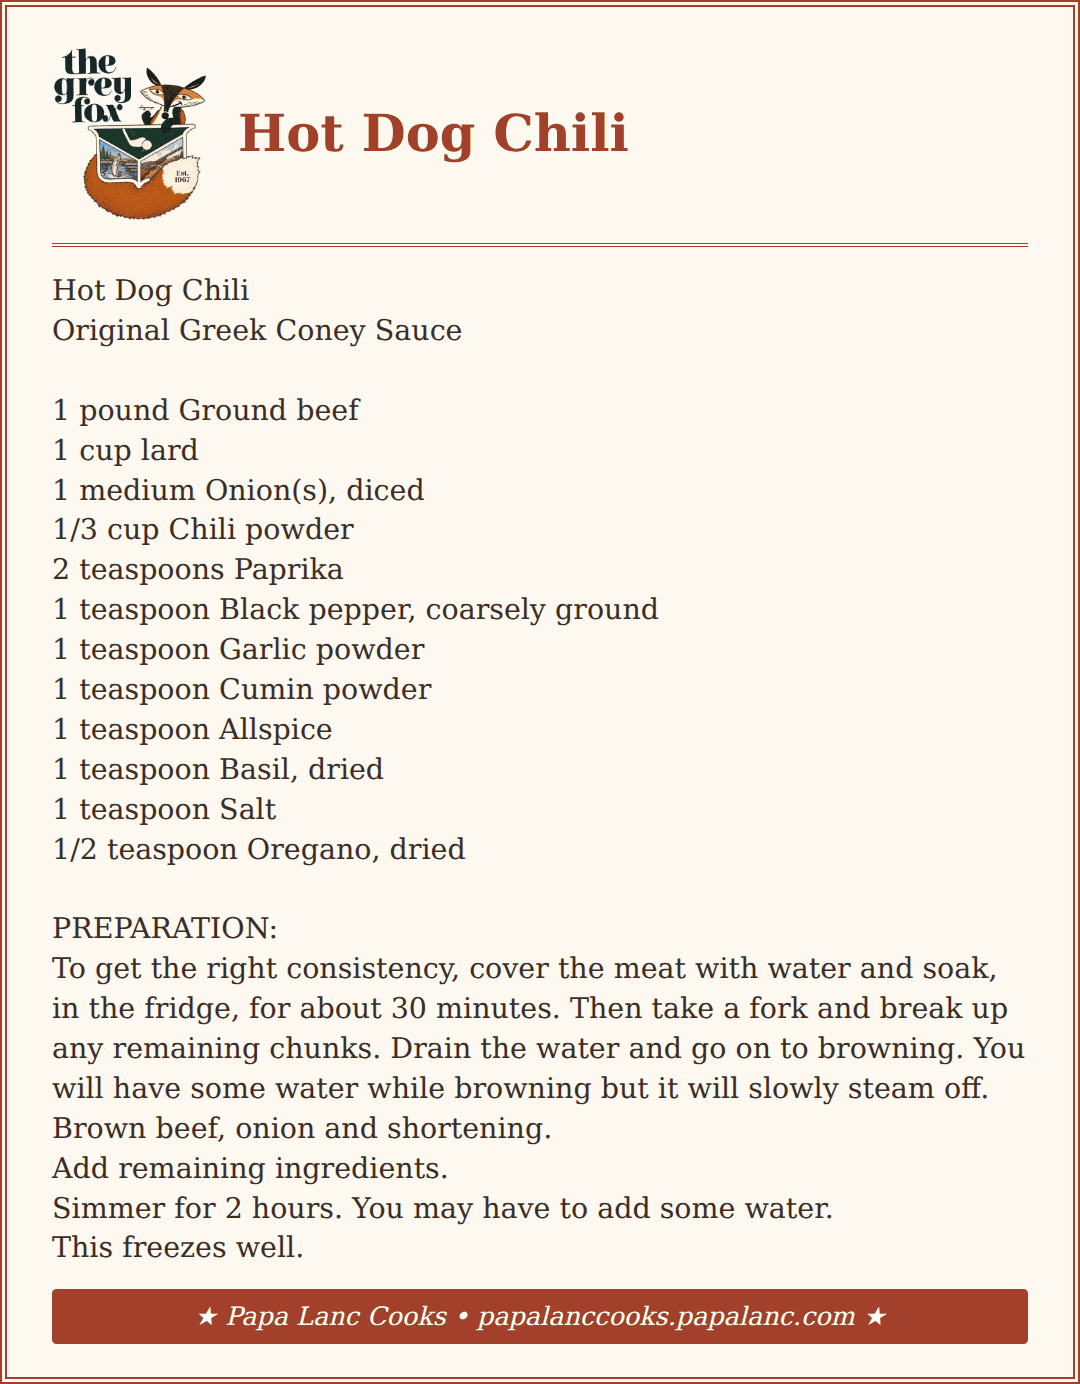 the
grey
fox
Est.
1967
Hot Dog Chili
Hot Dog Chili
Original Greek Coney Sauce
1 pound Ground beef
1 cup lard
1 medium Onion(s), diced
1/3 cup Chili powder
2 teaspoons Paprika
1 teaspoon Black pepper, coarsely ground
1 teaspoon Garlic powder
1 teaspoon Cumin powder
1 teaspoon Allspice
1 teaspoon Basil, dried
1 teaspoon Salt
1/2 teaspoon Oregano, dried
PREPARATION:
To get the right consistency, cover the meat with water and soak,
in the fridge, for about 30 minutes. Then take a fork and break up
any remaining chunks. Drain the water and go on to browning. You
will have some water while browning but it will slowly steam off.
Brown beef, onion and shortening.
Add remaining ingredients.
Simmer for 2 hours. You may have to add some water.
This freezes well.
★ Papa Lanc Cooks • papalanccooks.papalanc.com ★